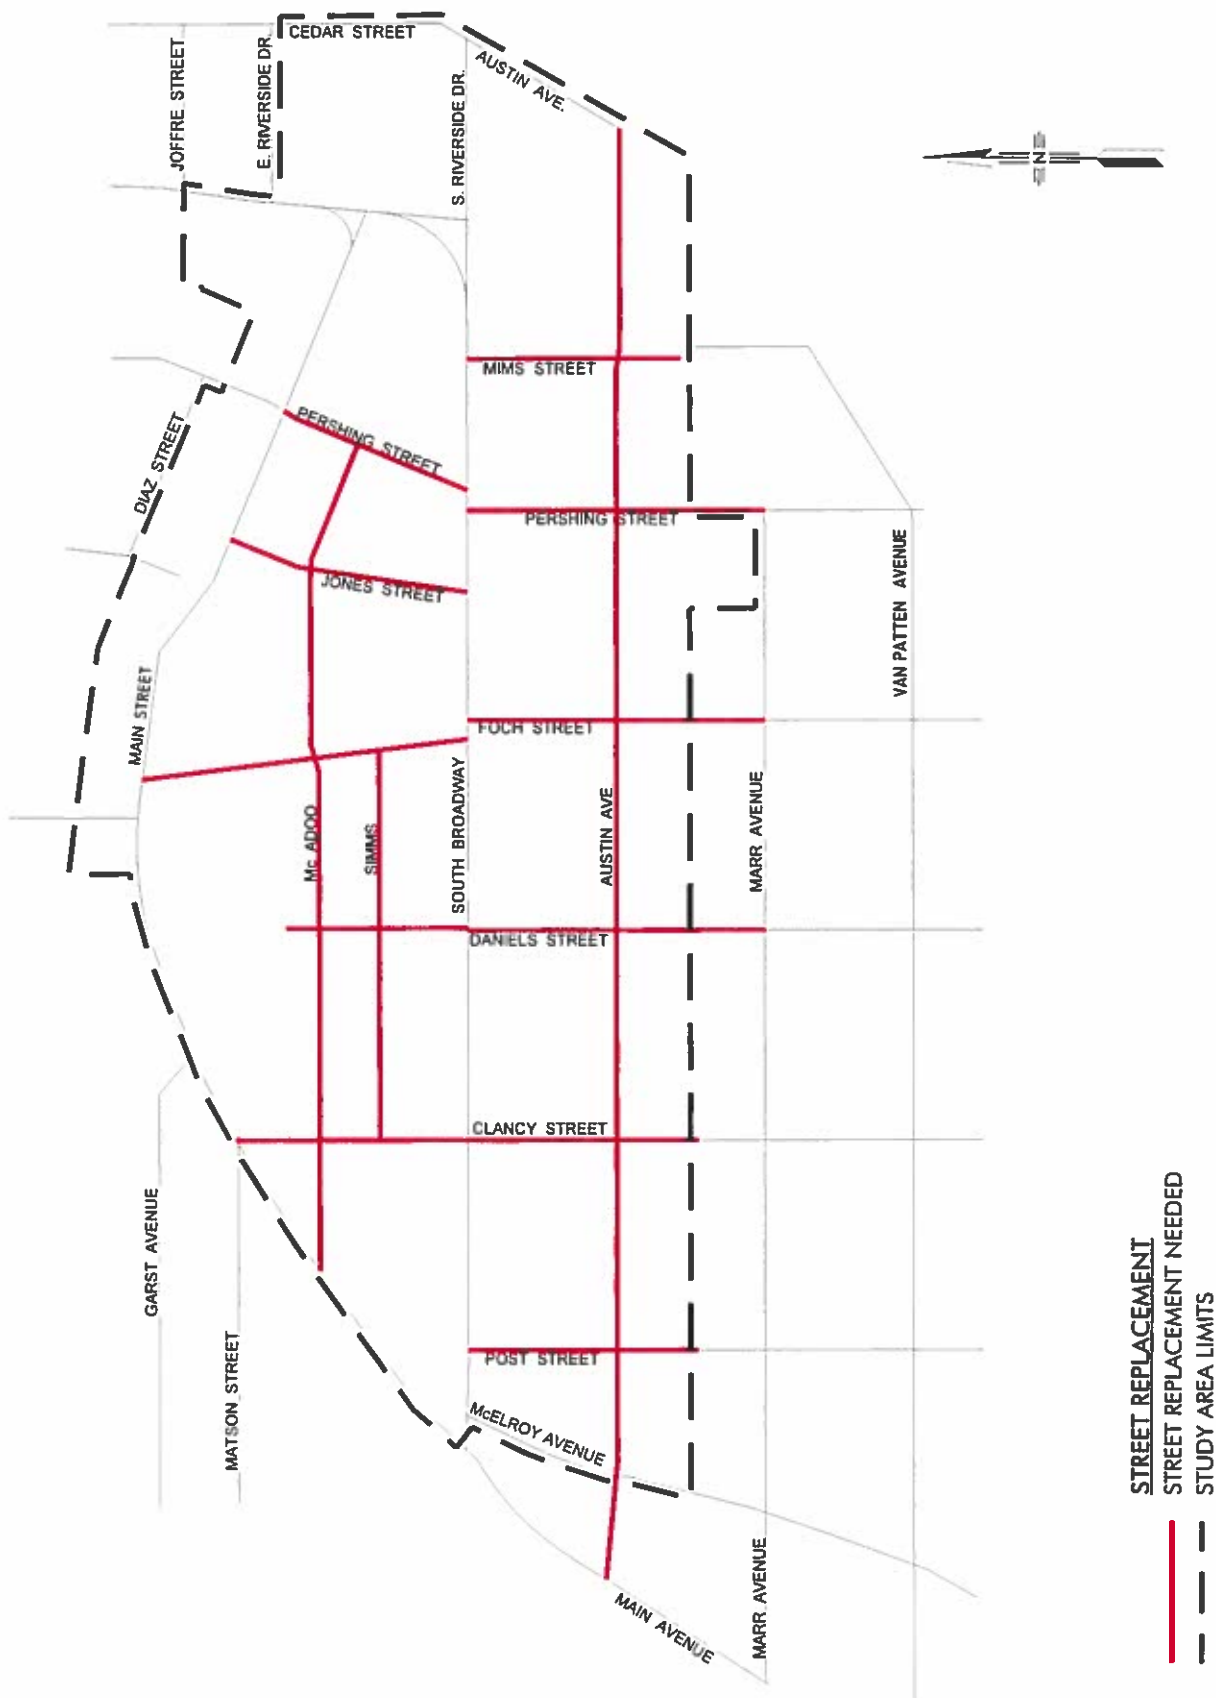 CEDAR STREET
JOFFRE STREET
E. RIVERSIDE DR.
AUSTIN AVE.
S. RIVERSIDE DR.
N
MIMS STREET
PERSHING STREET
DIAZ STREET
PERSHING STREET
JONES STREET
VAN PATTEN AVENUE
MAIN STREET
FOCH STREET
Mc ADOO
SIMMS
SOUTH BROADWAY
AUSTIN AVE
MARR AVENUE
DANIELS STREET
CLANCY STREET
GARST AVENUE
MATSON STREET
POST STREET
McELROY AVENUE
MAIN AVENUE
MARR AVENUE
STREET REPLACEMENT
STREET REPLACEMENT NEEDED
STUDY AREA LIMITS